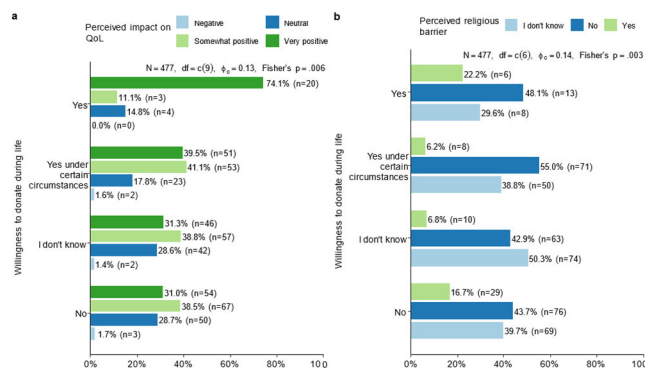 a
Perceived impact on QoL
Negative Neutral
Somewhat positive Very positive
N = 477, df = c(9), ϕc = 0.13, Fisher's p = .006
Willingness to donate during life
Yes
74.1% (n=20)
11.1% (n=3)
14.8% (n=4)
0.0% (n=0)
Yes under certain circumstances
39.5% (n=51)
41.1% (n=53)
17.8% (n=23)
1.6% (n=2)
I don't know
31.3% (n=46)
38.8% (n=57)
28.6% (n=42)
1.4% (n=2)
No
31.0% (n=54)
38.5% (n=67)
28.7% (n=50)
1.7% (n=3)
0% 20% 40% 60% 80% 100
b
Perceived religious barrier
I don't know No Yes
N = 477, df = c(6), ϕc = 0.14, Fisher's p = .003
Willingness to donate during life
Yes
22.2% (n=6)
48.1% (n=13)
29.6% (n=8)
Yes under certain circumstances
6.2% (n=8)
55.0% (n=71)
38.8% (n=50)
I don't know
6.8% (n=10)
42.9% (n=63)
50.3% (n=74)
No
16.7% (n=29)
43.7% (n=76)
39.7% (n=69)
0% 20% 40% 60% 80% 100